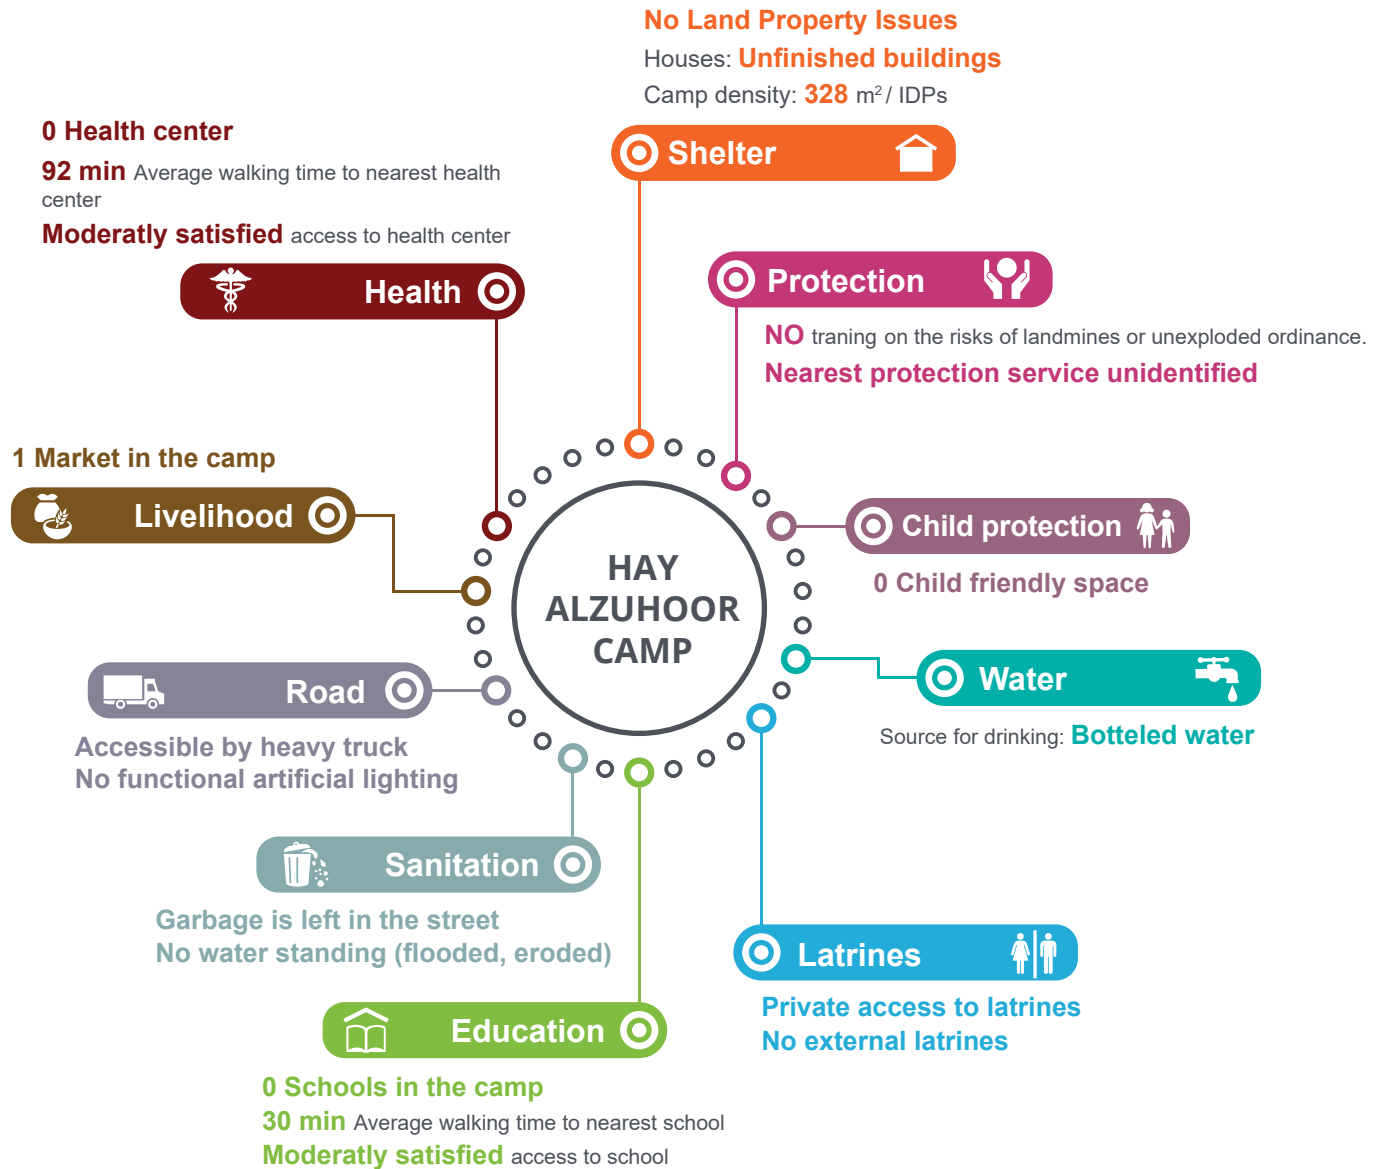 No Land Property Issues
Houses: Unfinished buildings
Camp density: 328 m²/ IDPs
Shelter
0 Health center
92 min Average walking time to nearest health
center
Moderatly satisfied access to health center
Health
Protection
NO traning on the risks of landmines or unexploded ordinance.
Nearest protection service unidentified
1 Market in the camp
Livelihood
Child protection
0 Child friendly space
HAY
ALZUHOOR
CAMP
Road
Accessible by heavy truck
No functional artificial lighting
Water
Source for drinking: Botteled water
Sanitation
Garbage is left in the street
No water standing (flooded, eroded)
Latrines
Private access to latrines
No external latrines
Education
0 Schools in the camp
30 min Average walking time to nearest school
Moderatly satisfied access to school